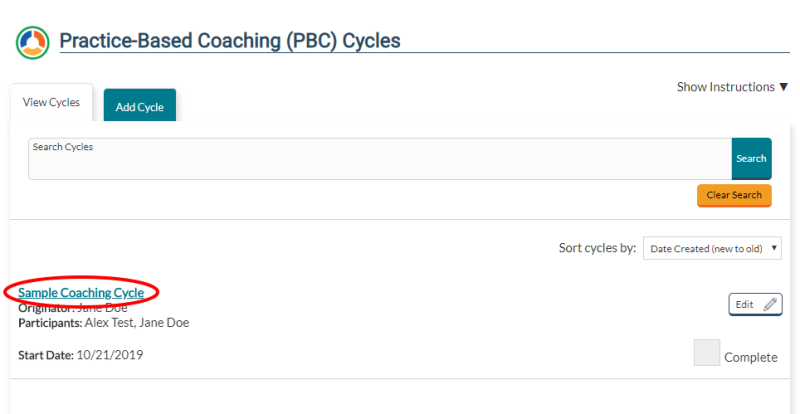 Practice-Based Coaching (PBC) Cycles
Show Instructions ▼
View Cycles
Add Cycle
Search Cycles
Search
Clear Search
Sort cycles by: Date Created (new to old) ▼
Sample Coaching Cycle
Originator: Jane Doe
Edit
Participants: Alex Test, Jane Doe
Start Date: 10/21/2019
Complete